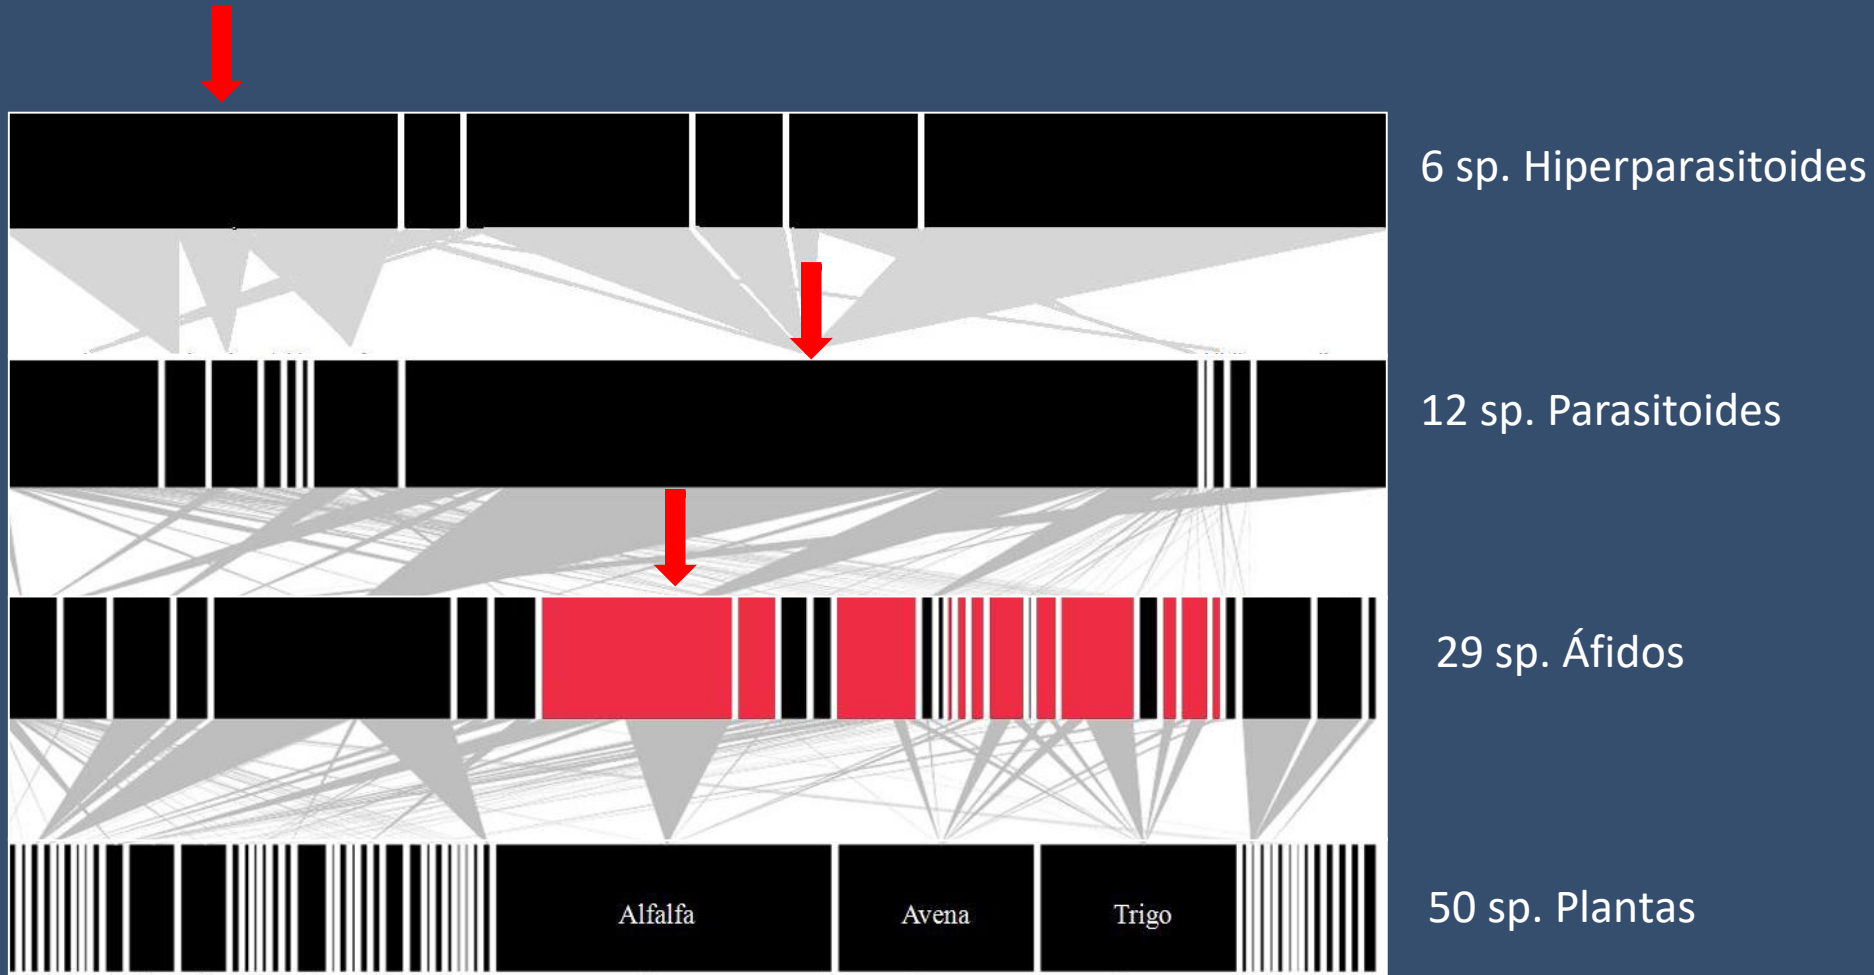 6 sp. Hiperparasitoides
12 sp. Parasitoides
29 sp. Áfidos
Alfalfa
Avena
Trigo
50 sp. Plantas